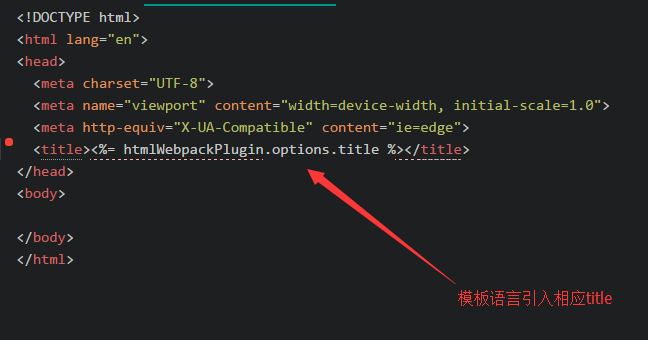 <!DOCTYPE html>
<html lang="en">
<head>
<meta charset="UTF-8">
<meta name="viewport" content="width=device-width, initial-scale=1.0">
<meta http-equiv="X-UA-Compatible" content="ie=edge">
<title><%= htmlWebpackPlugin.options.title %></title>
</head>
<body>
</body>
</html>
模板语言引入相应title